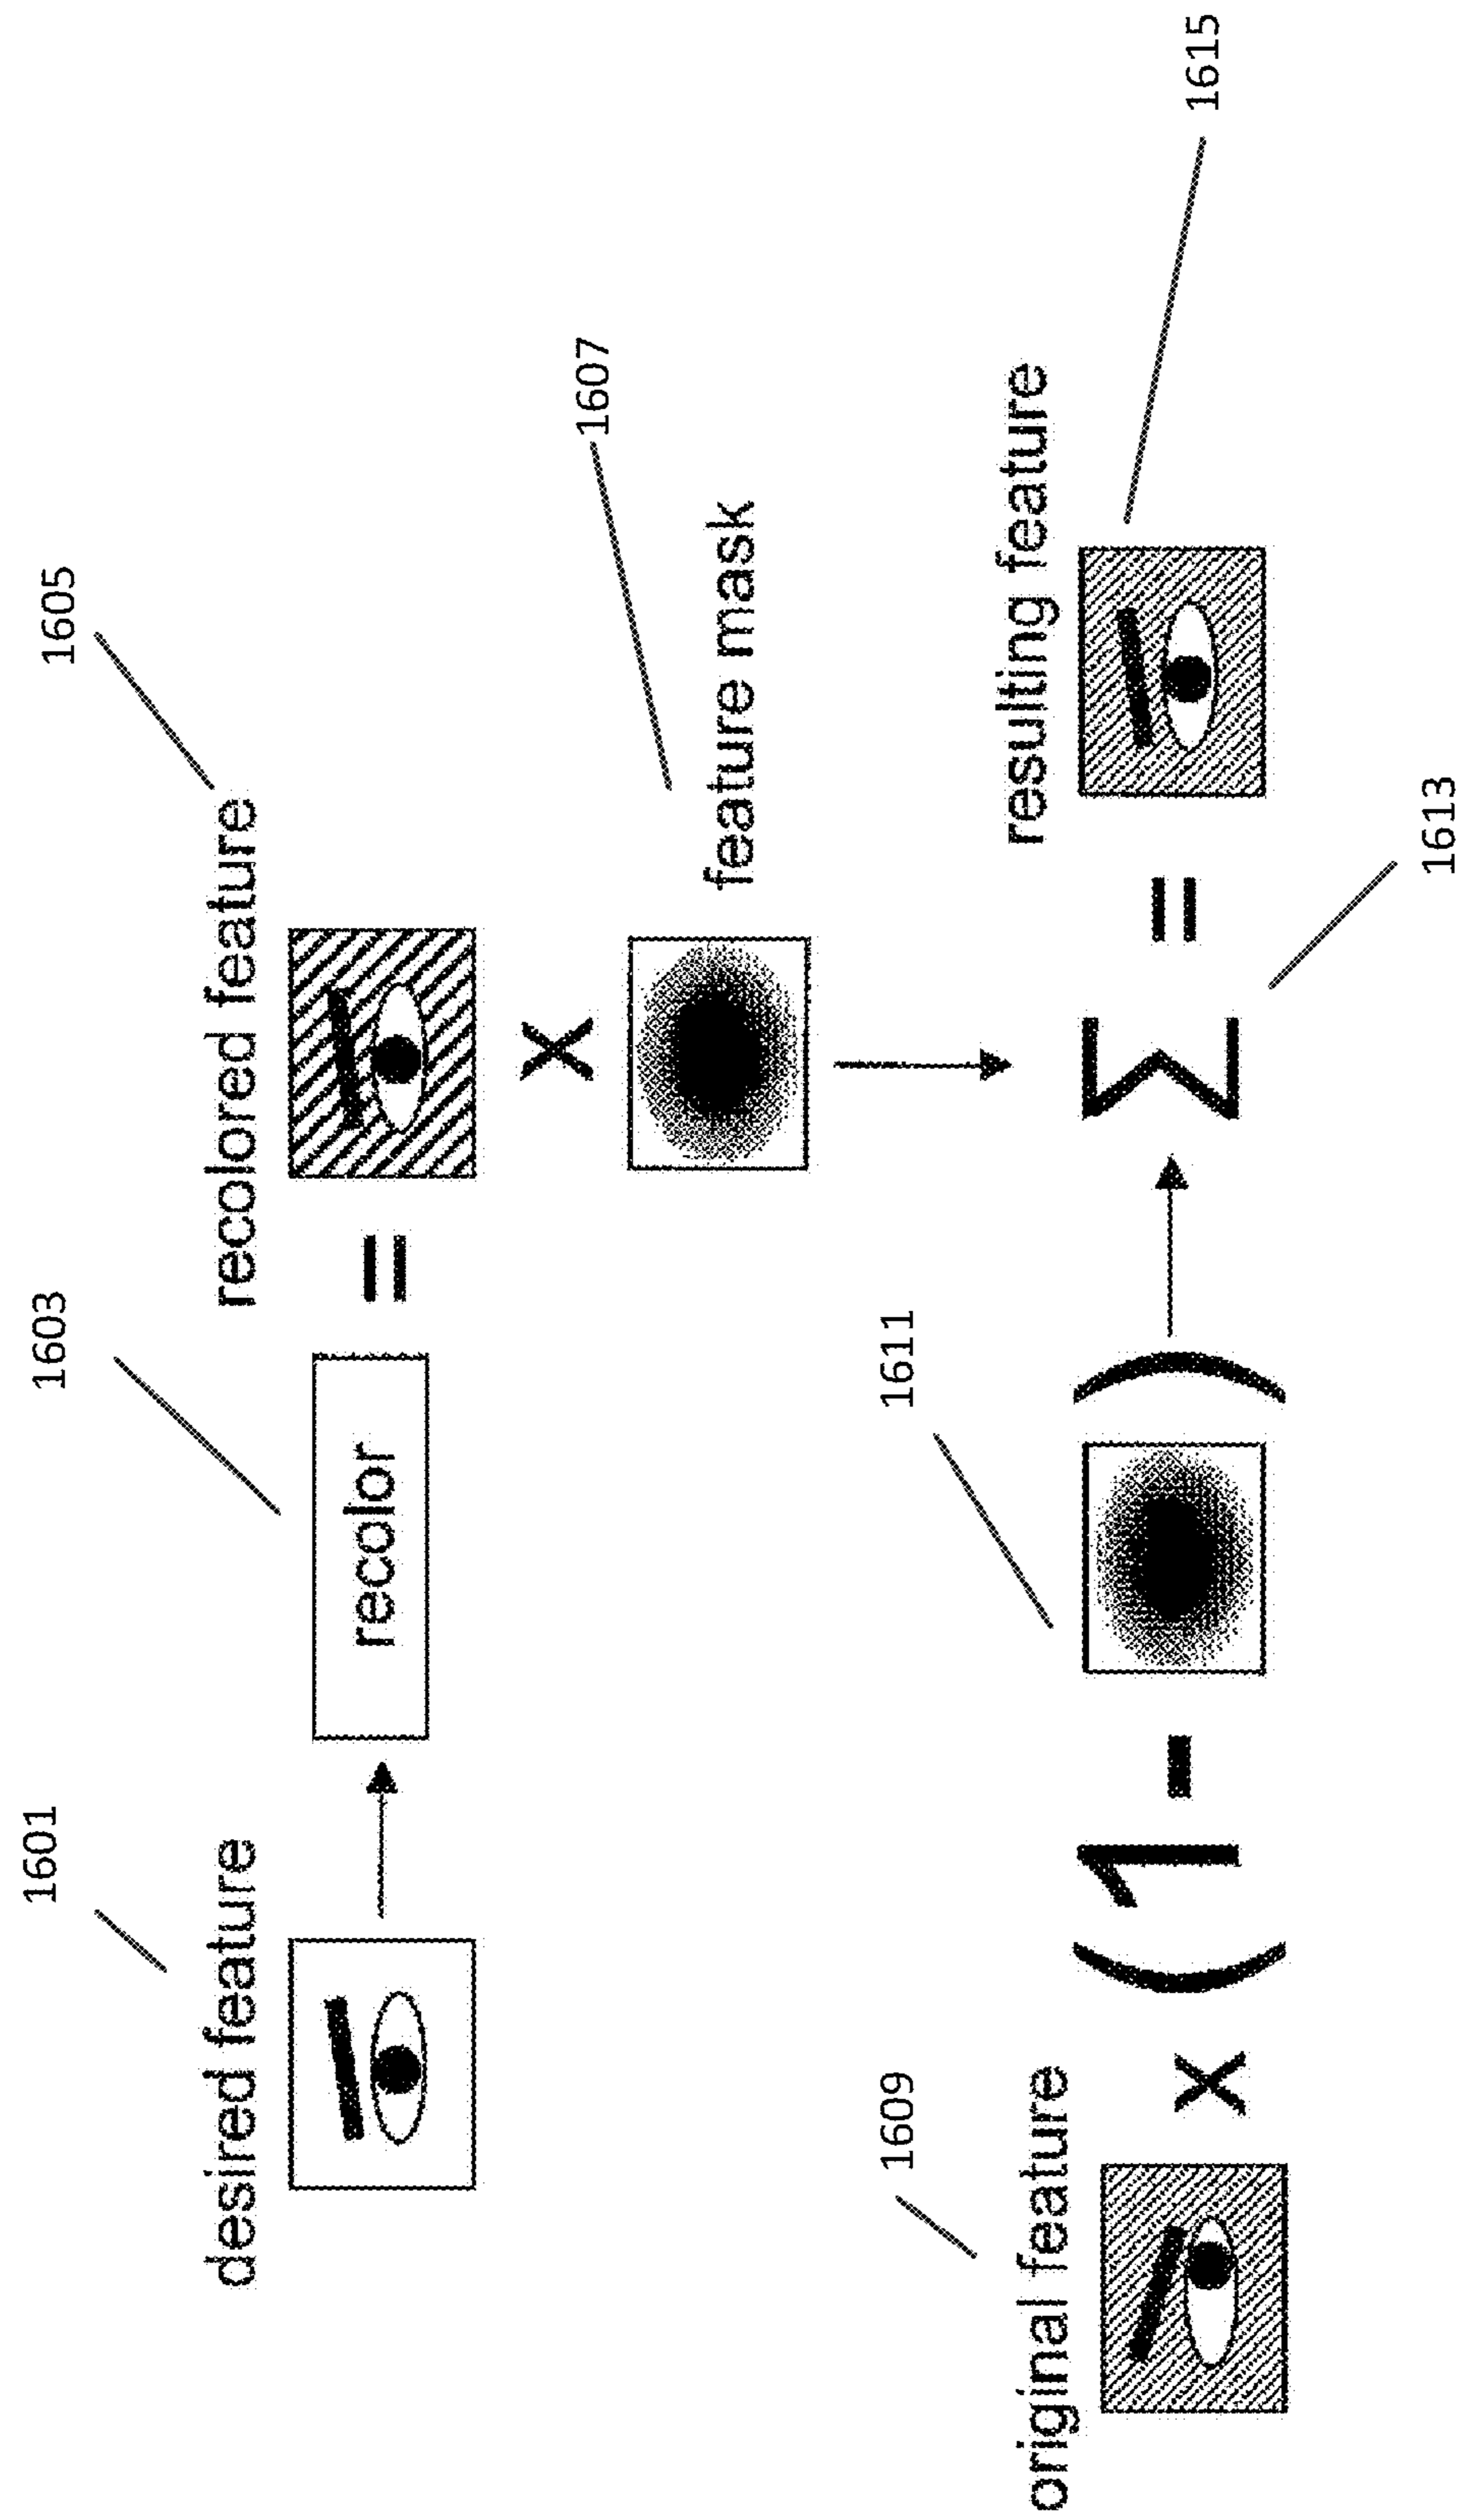 1601
1603
1605
desired feature
recolored feature
recolor
=
X
1607
feature mask
1609
1611
original feature
resulting feature
1615
X (1 - ) Σ =
1613